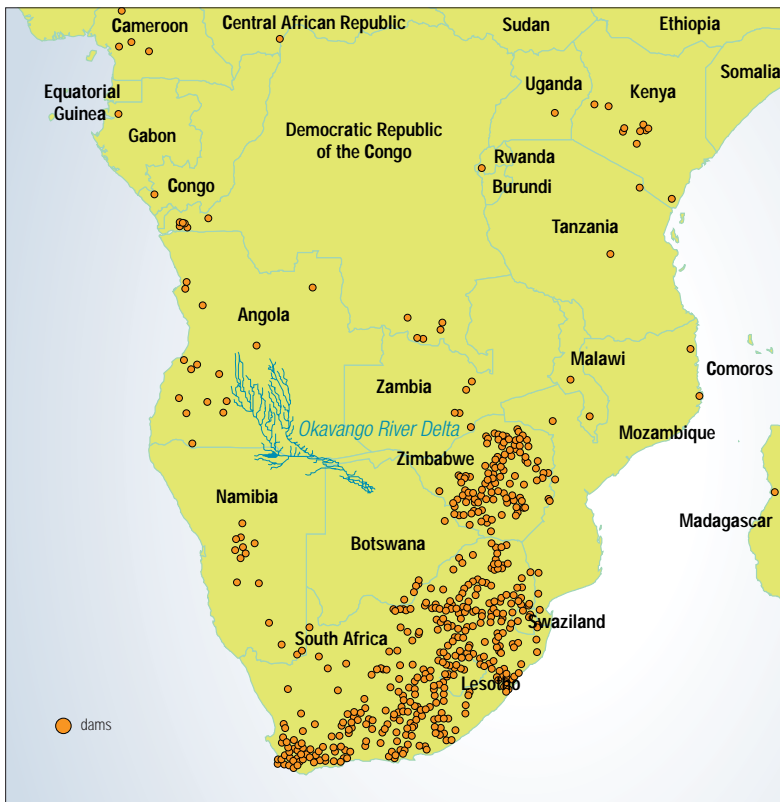 Cameroon
Central African Republic
Sudan
Ethiopia
Somalia
Uganda
Kenya
Equatorial
Guinea
Gabon
Democratic Republic
of the Congo
Rwanda
Burundi
Congo
Tanzania
Angola
Malawi
Comoros
Zambia
Okavango River Delta
Mozambique
Zimbabwe
Namibia
Madagascar
Botswana
Swaziland
South Africa
Lesotho
dams